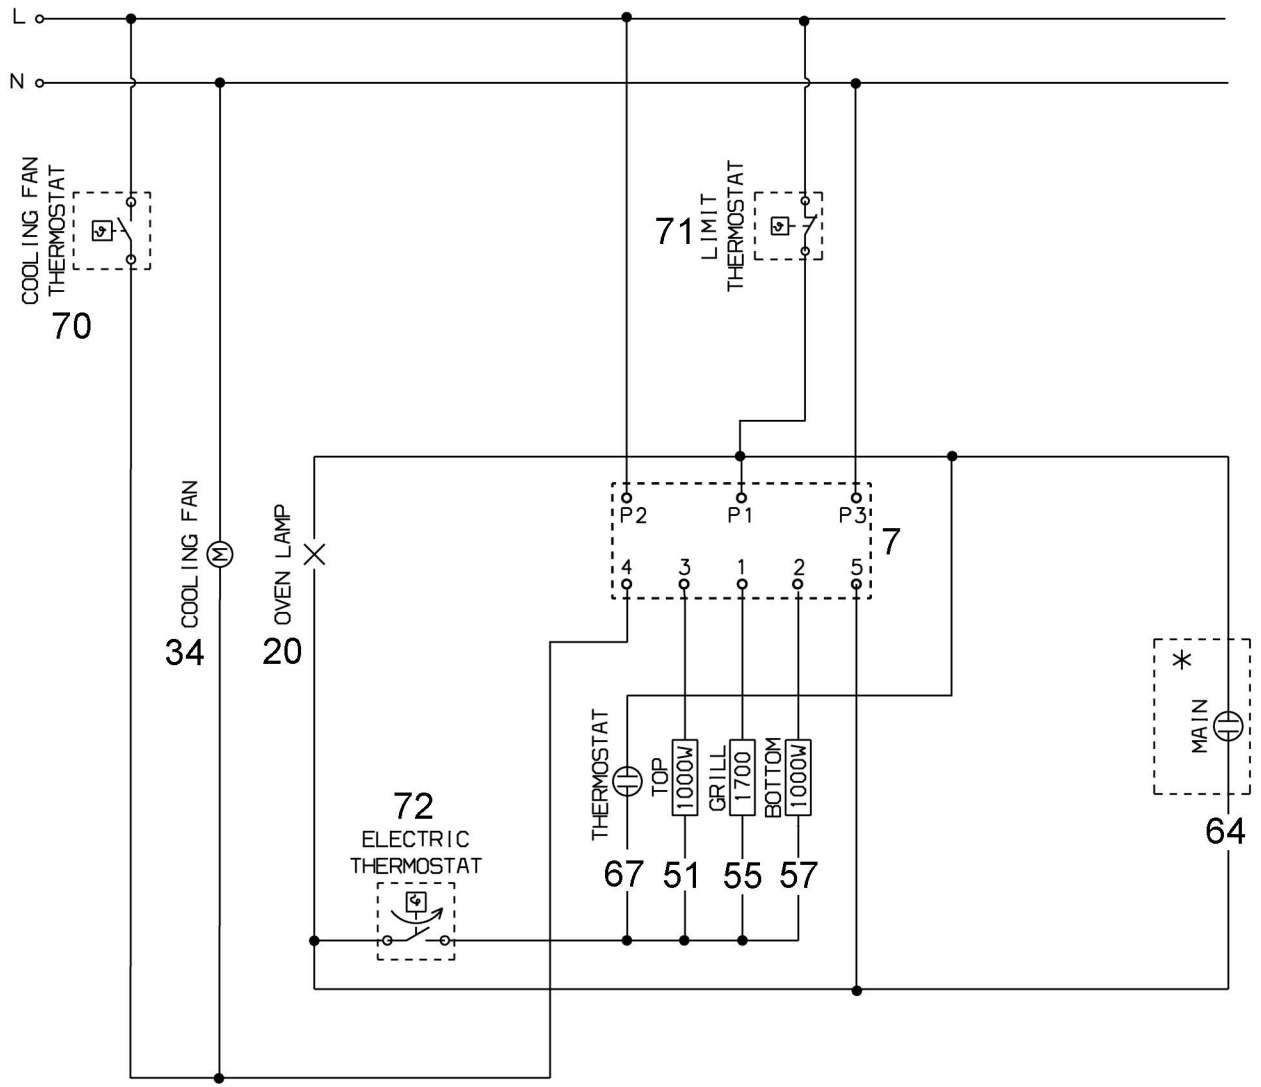 L
N
COOLING FAN
THERMOSTAT
70
71
LIMIT
THERMOSTAT
P2
P1
P3
7
4
3
1
2
5
COOLING FAN
M
34
OVEN LAMP
20
THERMOSTAT
67
TOP
1000W
51
GRILL
1700
55
BOTTOM
1000W
57
*
MAIN
64
72
ELECTRIC
THERMOSTAT